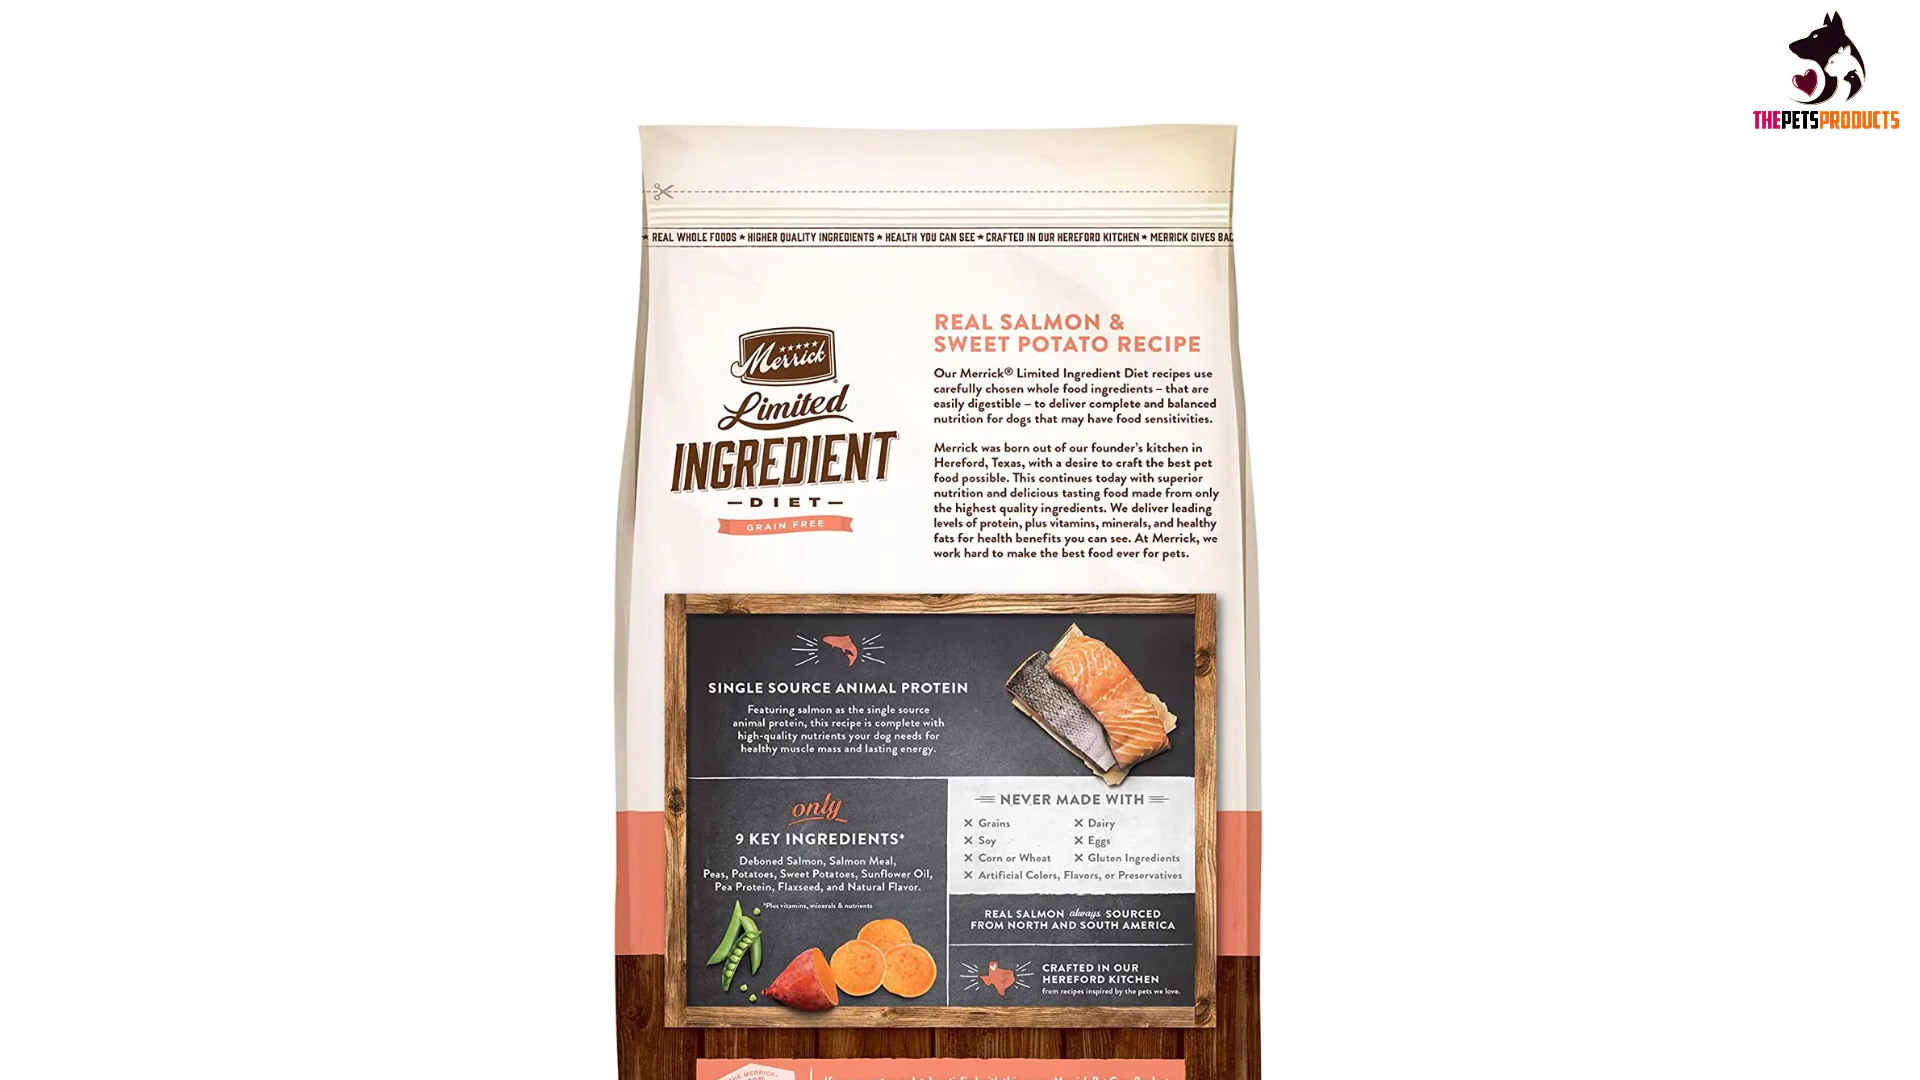 THEPETSPRODUCTS
★ REAL WHOLE FOODS ★ HIGHER QUALITY INGREDIENTS ★ HEALTH YOU CAN SEE ★ CRAFTED IN OUR HEREFORD KITCHEN ★ MERRICK GIVES BAC
Merrick
Limited
INGREDIENT
DIET
GRAIN FREE
REAL SALMON &
SWEET POTATO RECIPE
Our Merrick® Limited Ingredient Diet recipes use
carefully chosen whole food ingredients – that are
easily digestible – to deliver complete and balanced
nutrition for dogs that may have food sensitivities.
Merrick was born out of our founder's kitchen in
Hereford, Texas, with a desire to craft the best pet
food possible. This continues today with superior
nutrition and delicious tasting food made from only
the highest quality ingredients. We deliver leading
levels of protein, plus vitamins, minerals, and healthy
fats for health benefits you can see. At Merrick, we
work hard to make the best food ever for pets.
SINGLE SOURCE ANIMAL PROTEIN
Featuring salmon as the single source
animal protein, this recipe is complete with
high-quality nutrients your dog needs for
healthy muscle mass and lasting energy.
only
9 KEY INGREDIENTS*
Deboned Salmon, Salmon Meal,
Peas, Potatoes, Sweet Potatoes, Sunflower Oil,
Pea Protein, Flaxseed, and Natural Flavor.
*Plus vitamins, minerals & nutrients
NEVER MADE WITH
✕ Grains ✕ Dairy
✕ Soy ✕ Eggs
✕ Corn or Wheat ✕ Gluten Ingredients
✕ Artificial Colors, Flavors, or Preservatives
REAL SALMON always SOURCED
FROM NORTH AND SOUTH AMERICA
CRAFTED IN OUR
HEREFORD KITCHEN
from recipes inspired by the pets we love.
THE MERRICK